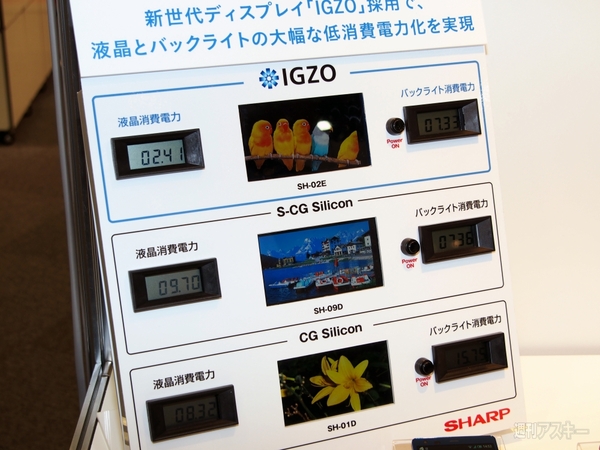 新世代ディスプレイ「IGZO」採用で、
液晶とバックライトの大幅な低消費電力化を実現
IGZO
液晶消費電力
バックライト消費電力
02.41
07.33
Power
ON
SH-02E
S-CG Silicon
液晶消費電力
バックライト消費電力
09.70
07.36
Power
ON
SH-09D
CG Silicon
液晶消費電力
バックライト消費電力
08.32
Power
ON
SH-01D
SHARP
週刊アスキー